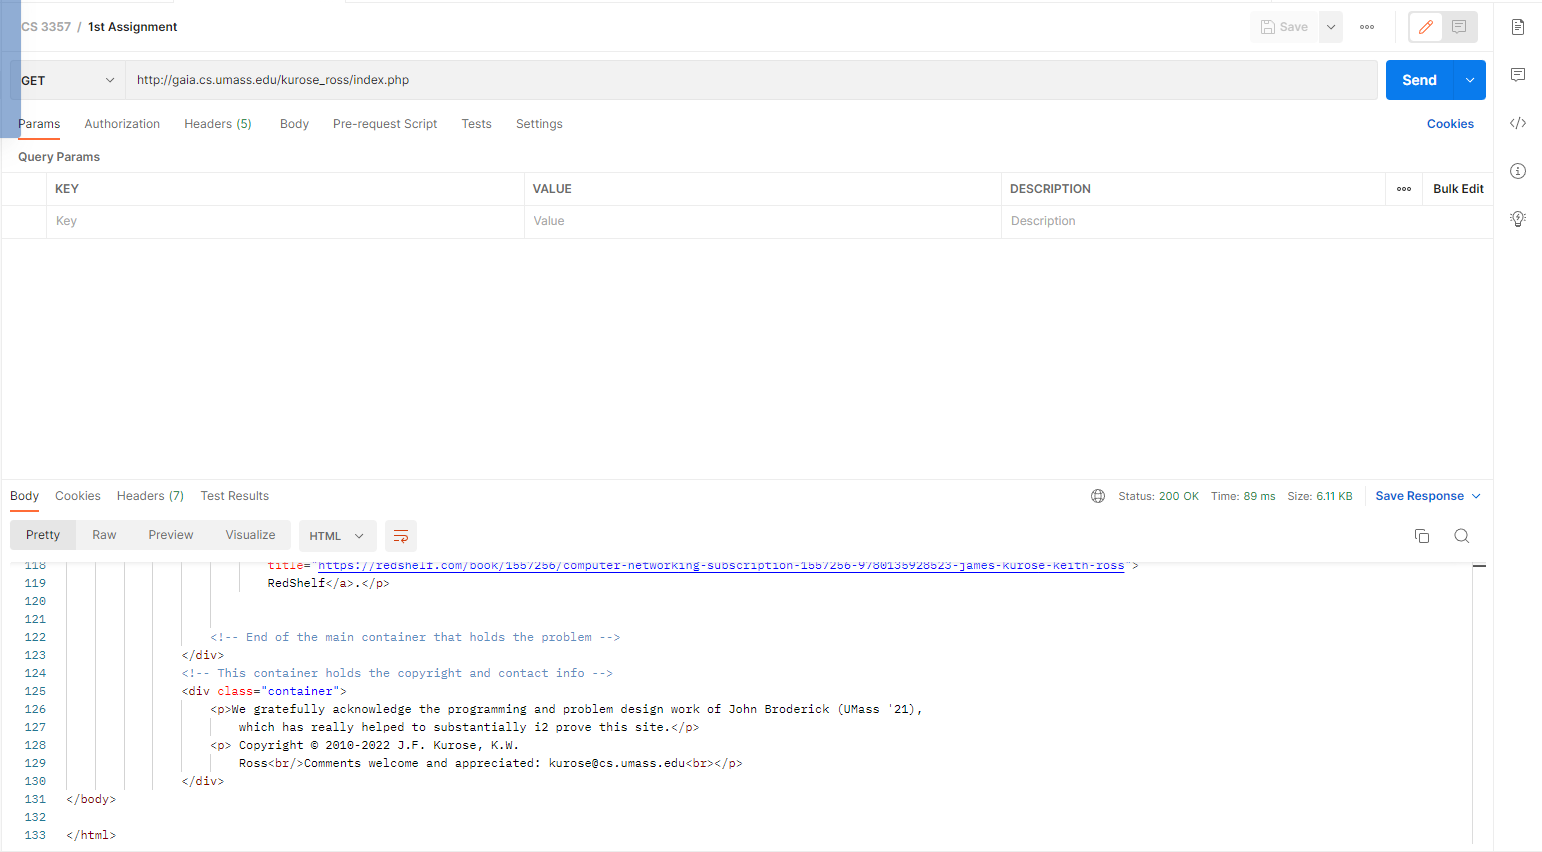 CS 3357 / 1st Assignment
Save
GET
http://gaia.cs.umass.edu/kurose_ross/index.php
Send
Params Authorization Headers (5) Body Pre-request Script Tests Settings Cookies
Query Params
KEY VALUE DESCRIPTION Bulk Edit
Key Value Description
Body Cookies Headers (7) Test Results Status: 200 OK Time: 89 ms Size: 6.11 KB Save Response
Pretty Raw Preview Visualize HTML
118 title="https://redshelf.com/book/1557256/computer-networking-subscription-1557256-9780135928523-james-kurose-keith-ross">
119 RedShelf</a>.</p>
120
121
122 <!-- End of the main container that holds the problem -->
123 </div>
124 <!-- This container holds the copyright and contact info -->
125 <div class="container">
126 <p>We gratefully acknowledge the programming and problem design work of John Broderick (UMass '21),
127 which has really helped to substantially i2 prove this site.</p>
128 <p> Copyright © 2010-2022 J.F. Kurose, K.W.
129 Ross<br/>Comments welcome and appreciated: kurose@cs.umass.edu<br></p>
130 </div>
131 </body>
132
133 </html>